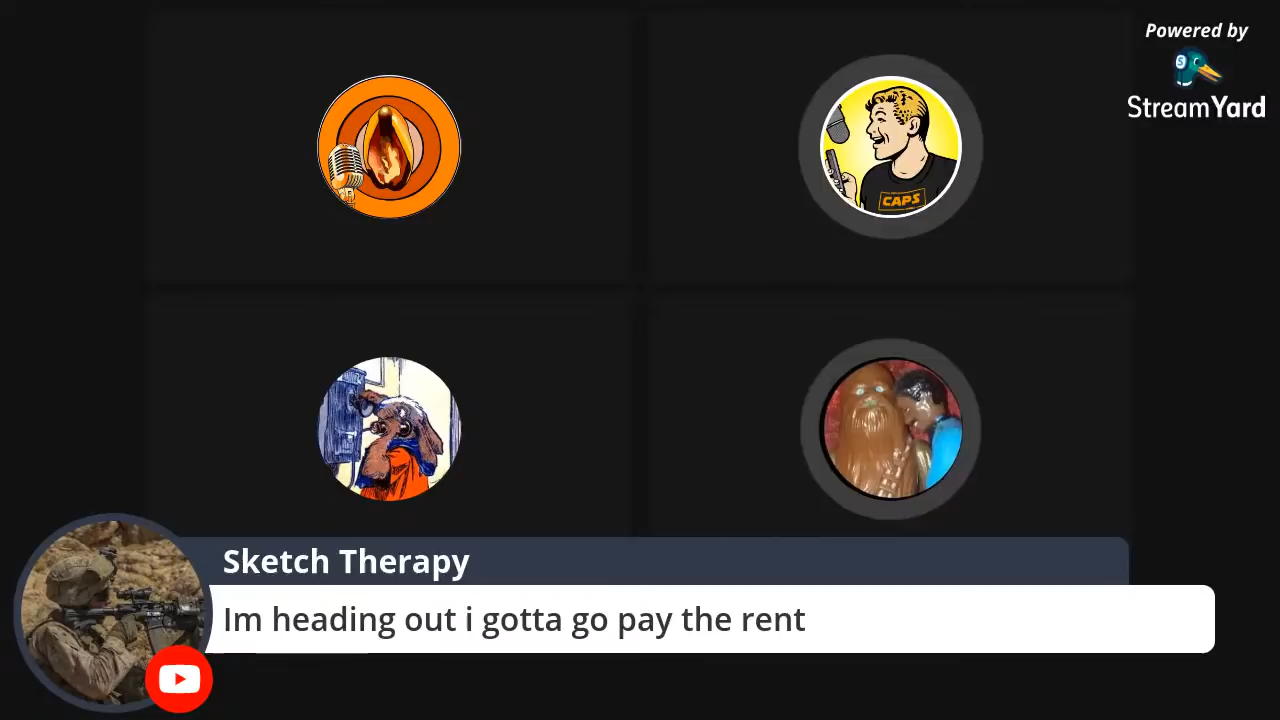 Powered by
StreamYard
CAPS
Sketch Therapy
Im heading out i gotta go pay the rent